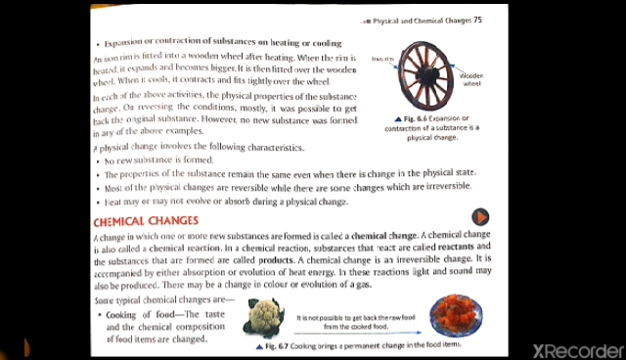 Physical and Chemical Changes 75
• Expansion or contraction of substances on heating or cooling
An iron rim is fitted into a wooden wheel after heating. When the rim is
heated, it expands and becomes bigger. It is then fitted over the wooden
wheel. When it cools, it contracts and fits tightly over the wheel.
In each of the above activities, the physical properties of the substance
change. On reversing the conditions, mostly, it was possible to get
back the original substance. However, no new substance was formed
in any of the above examples.
A physical change involves the following characteristics.
• No new substance is formed.
• The properties of the substance remain the same even when there is change in the physical state.
• Most of the physical changes are reversible while there are some changes which are irreversible.
• Heat may or may not evolve or absorb during a physical change.
Iron rim
Wooden
wheel
▲ Fig. 6.6 Expansion or
contraction of a substance is a
physical change.
CHEMICAL CHANGES
A change in which one or more new substances are formed is called a chemical change. A chemical change
is also called a chemical reaction. In a chemical reaction, substances that react are called reactants and
the substances that are formed are called products. A chemical change is an irreversible change. It is
accompanied by either absorption or evolution of heat energy. In these reactions light and sound may
also be produced. There may be a change in colour or evolution of a gas.
Some typical chemical changes are—
• Cooking of food—The taste
and the chemical composition
of food items are changed.
It is not possible to get back the raw food
from the cooked food.
▲ Fig. 6.7 Cooking brings a permanent change in the food items.
XRecorder